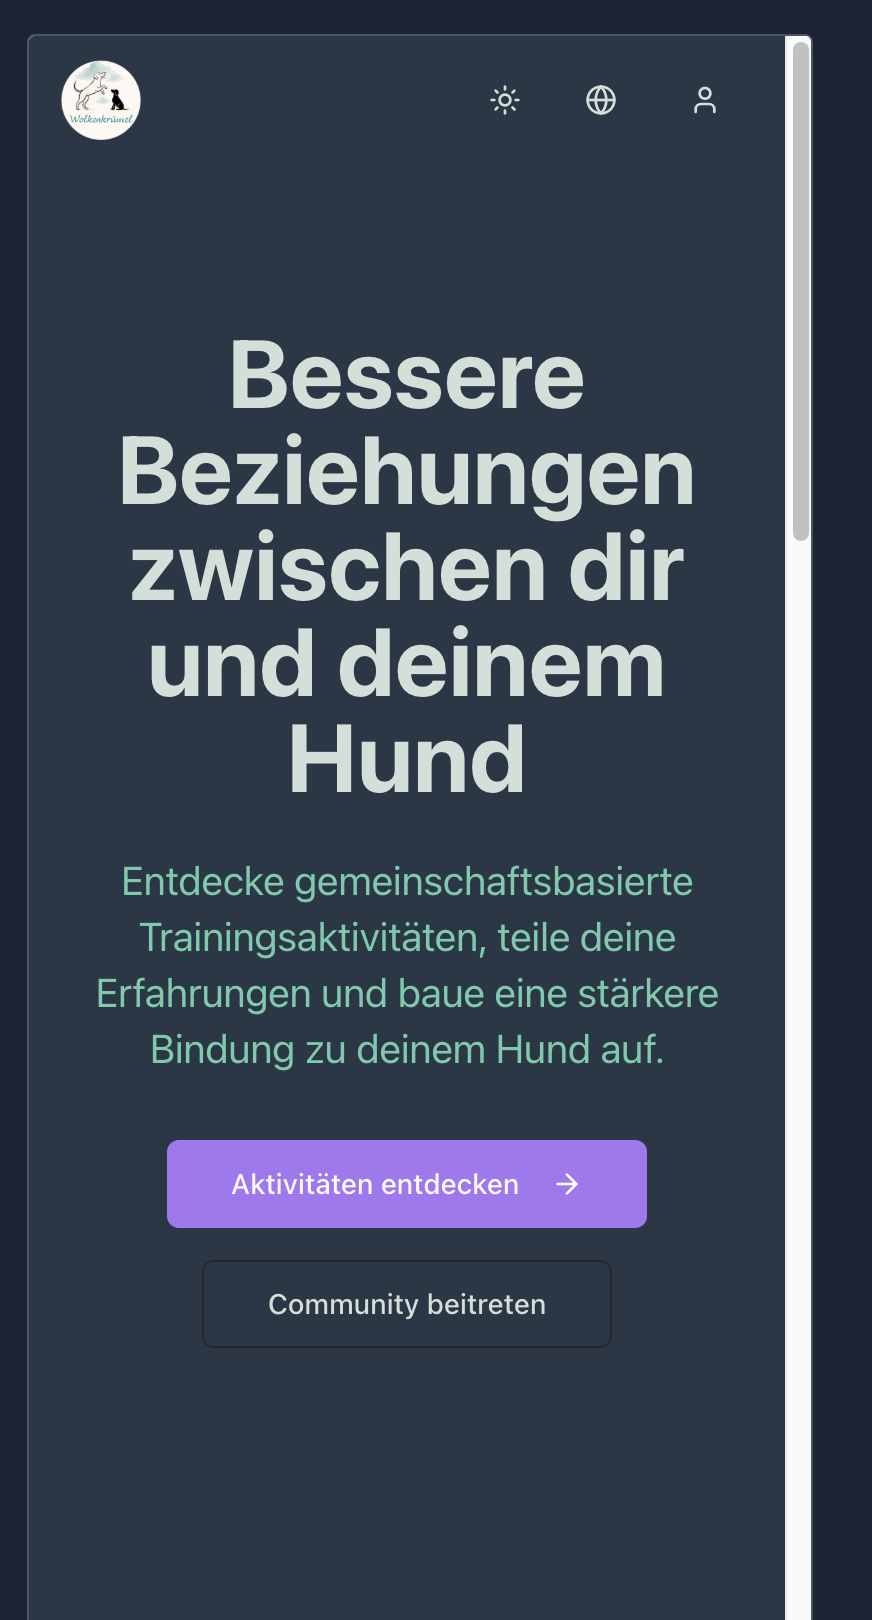 Wolkenkrümel
Bessere
Beziehungen
zwischen dir
und deinem
Hund
Entdecke gemeinschaftsbasierte
Trainingsaktivitäten, teile deine
Erfahrungen und baue eine stärkere
Bindung zu deinem Hund auf.
Aktivitäten entdecken
Community beitreten